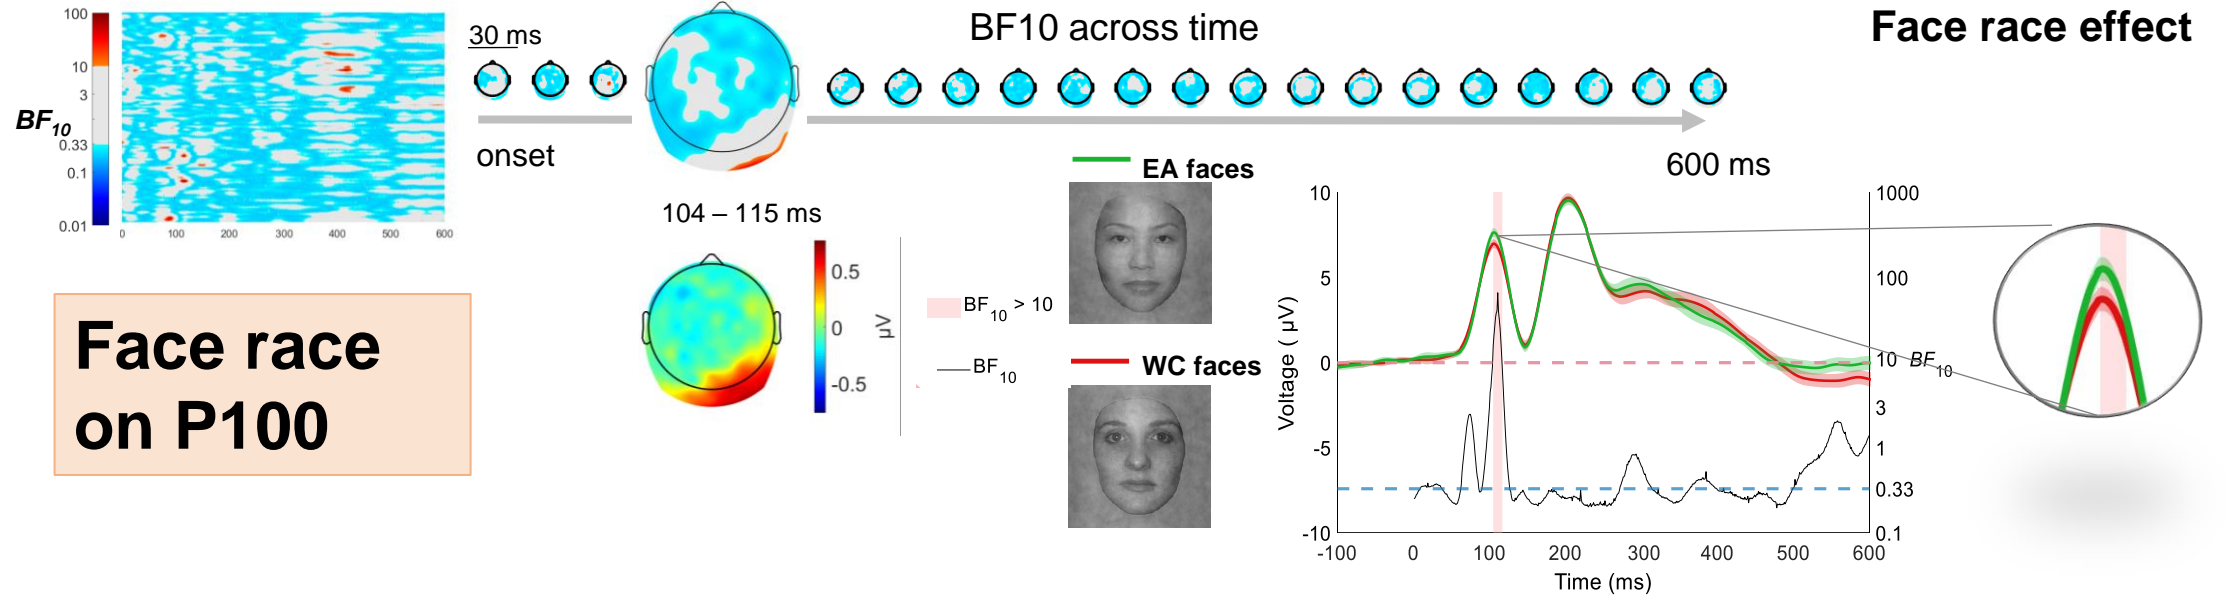 Face race effect
BF10 across time
30 ms
onset
600 ms
100
10
3
0.33
0.1
0.01
BF10
0 100 200 300 400 500 600
104 – 115 ms
0.5
0
-0.5
µV
BF10 > 10
BF10
EA faces
WC faces
Face race
on P100
10
5
0
-5
-10
Voltage ( µV)
-100 0 100 200 300 400 500 600
Time (ms)
1000
100
10
3
1
0.33
0.1
BF10